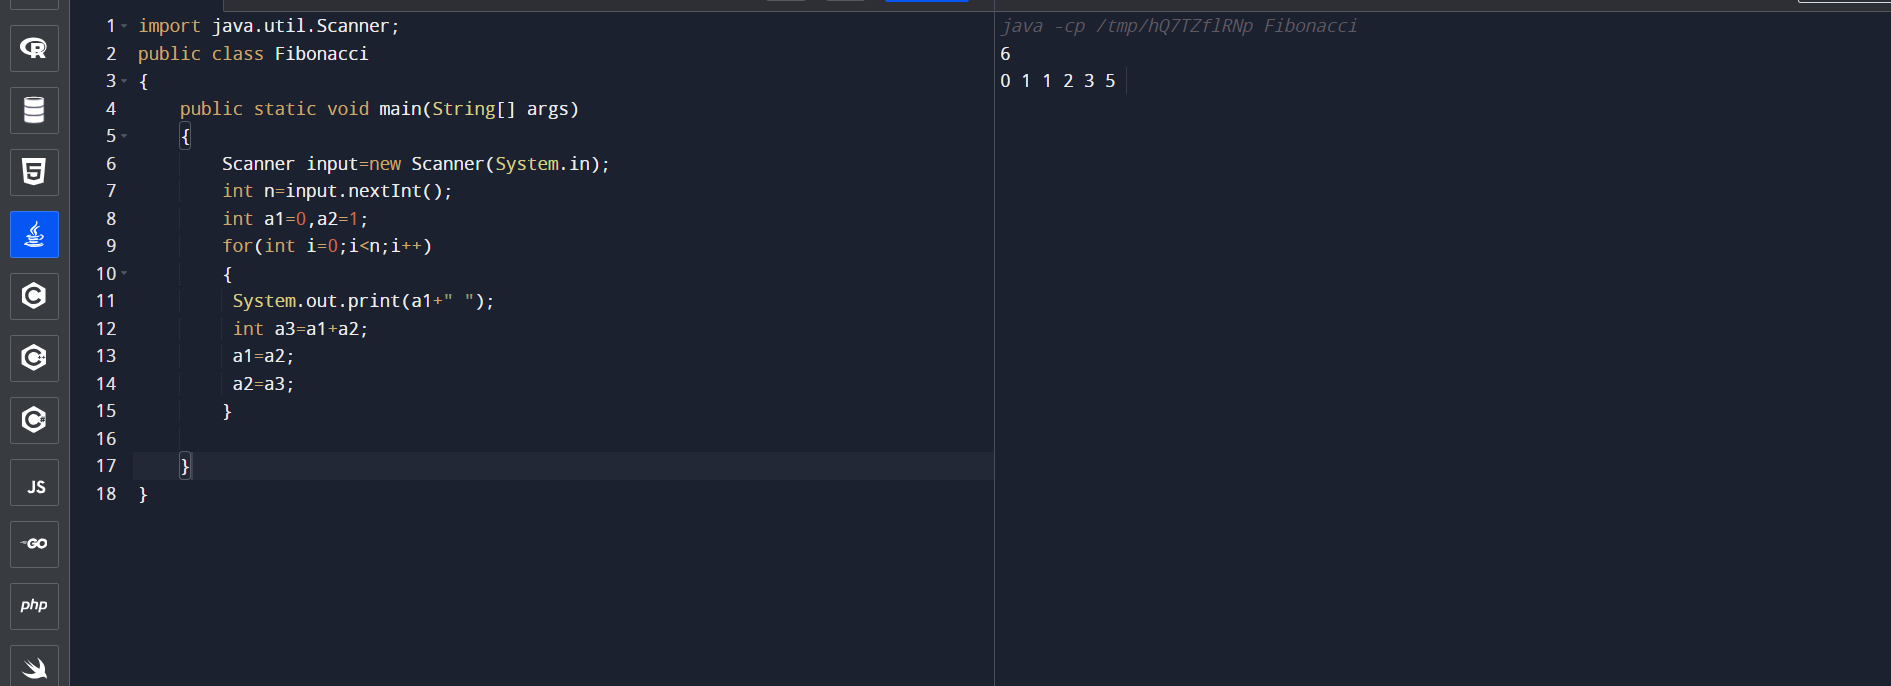 1 import java.util.Scanner;
2 public class Fibonacci
3 {
4     public static void main(String[] args)
5     {
6         Scanner input=new Scanner(System.in);
7         int n=input.nextInt();
8         int a1=0,a2=1;
9         for(int i=0;i<n;i++)
10         {
11          System.out.print(a1+" ");
12          int a3=a1+a2;
13          a1=a2;
14          a2=a3;
15         }
16
17     }
18 }
java -cp /tmp/hQ7TZflRNp Fibonacci
6
0 1 1 2 3 5
R
5
C
C++
C#
JS
GO
php